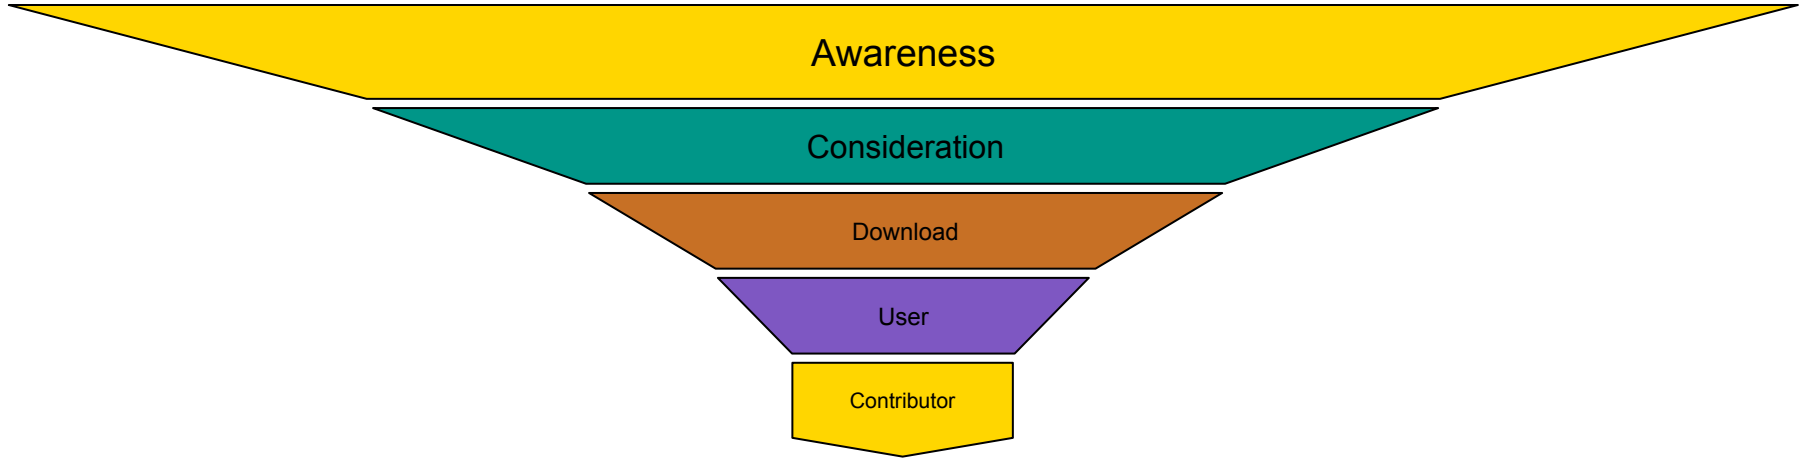 Awareness
Consideration
Download
User
Contributor